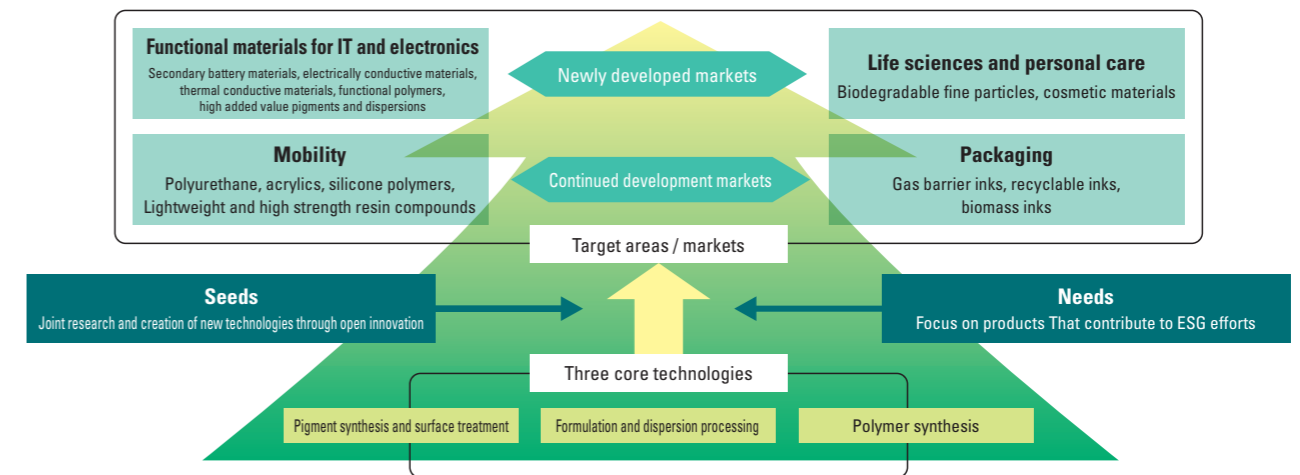 Functional materials for IT and electronics
Secondary battery materials, electrically conductive materials,
thermal conductive materials, functional polymers,
high added value pigments and dispersions
Newly developed markets
Life sciences and personal care
Biodegradable fine particles, cosmetic materials
Mobility
Polyurethane, acrylics, silicone polymers,
Lightweight and high strength resin compounds
Continued development markets
Packaging
Gas barrier inks, recyclable inks,
biomass inks
Target areas / markets
Seeds
Joint research and creation of new technologies through open innovation
Needs
Focus on products That contribute to ESG efforts
Three core technologies
Pigment synthesis and surface treatment
Formulation and dispersion processing
Polymer synthesis